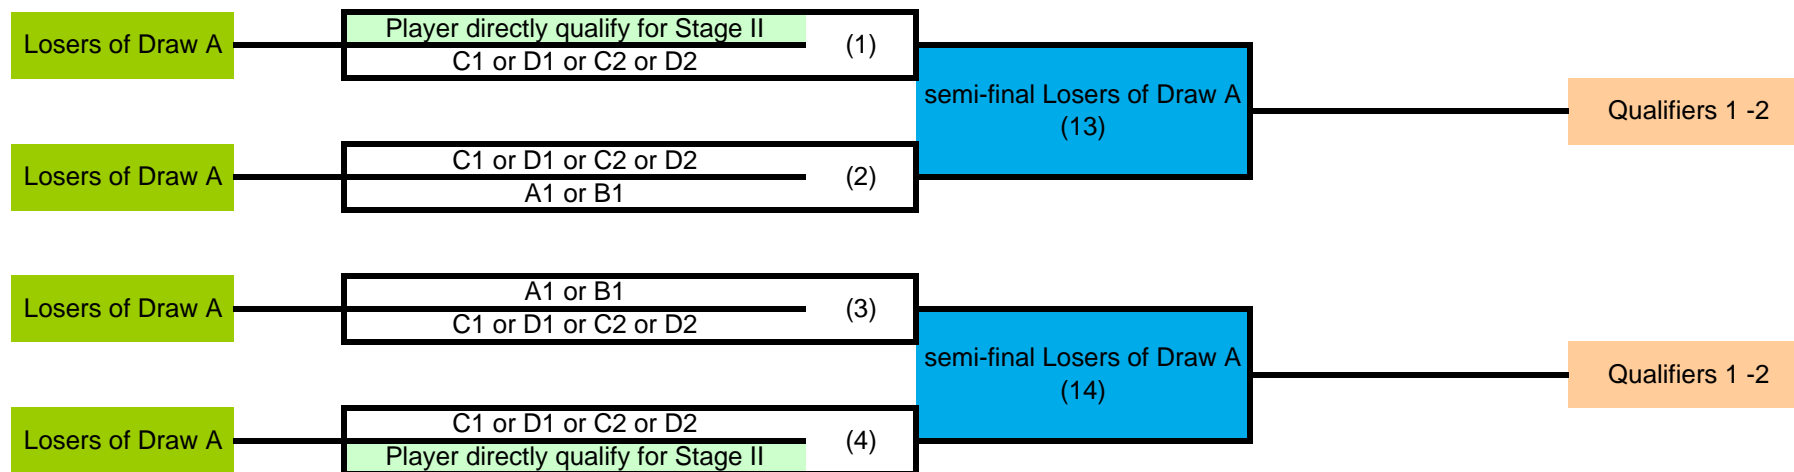 Losers of Draw A
Player directly qualify for Stage II
C1 or D1 or C2 or D2
(1)
semi-final Losers of Draw A
(13)
Qualifiers 1 -2
Losers of Draw A
C1 or D1 or C2 or D2
A1 or B1
(2)
Losers of Draw A
A1 or B1
C1 or D1 or C2 or D2
(3)
semi-final Losers of Draw A
(14)
Qualifiers 1 -2
Losers of Draw A
C1 or D1 or C2 or D2
Player directly qualify for Stage II
(4)